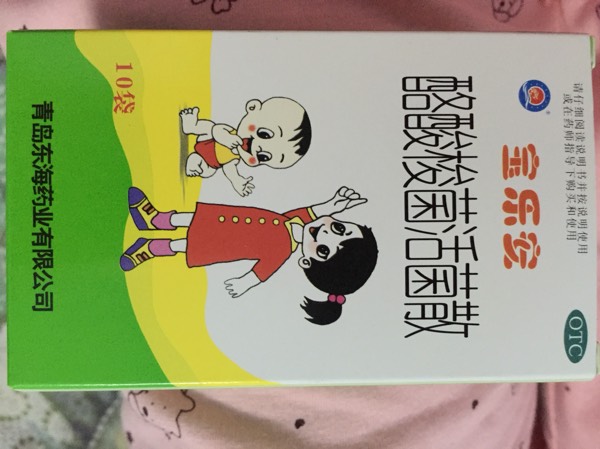 请仔细阅读说明书并按说明使用
或在药师指导下购买和使用
宝乐安
酪酸梭菌活菌散
OTC
10袋
青岛东海药业有限公司